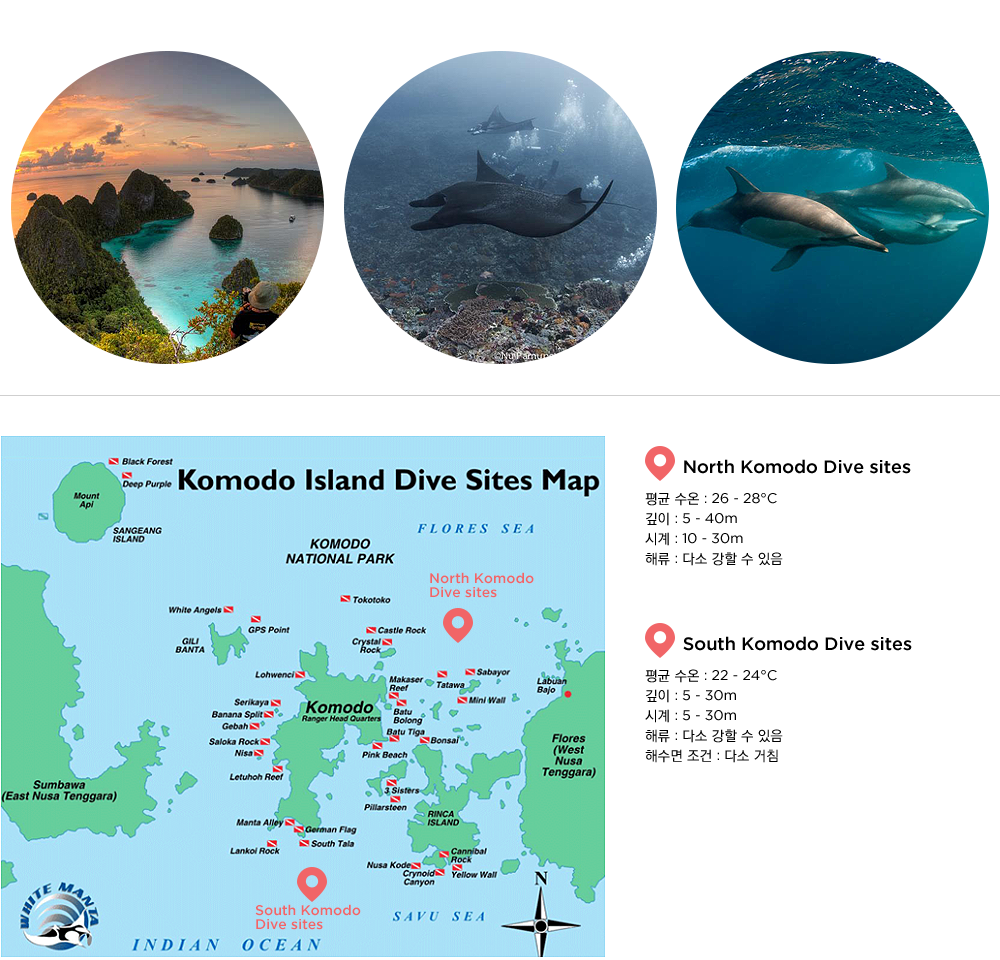 ©Nu Parnupong
Black Forest
Deep Purple
Komodo Island Dive Sites Map
Mount
Api
SANGEANG
ISLAND
FLORES SEA
KOMODO
NATIONAL PARK
North Komodo
Dive sites
Tokotoko
White Angels
GPS Point
Castle Rock
Crystal
Rock
GILI
BANTA
Lohwenci
Makaser
Reef
Sabayor
Tatawa
Labuan
Bajo
Serikaya
Mini Wall
Komodo
Ranger Head Quarters
Banana Split
Batu
Bolong
Gebah
Batu Tiga
Saloka Rock
Bonsai
Nisa
Pink Beach
Flores
(West
Nusa
Tenggara)
Letuhoh Reef
Sumbawa
(East Nusa Tenggara)
3 Sisters
Pillarsteen
RINCA
ISLAND
Manta Alley
German Flag
Lankoi Rock
South Tala
Cannibal
Rock
Nusa Kode
Crynoid
Canyon
Yellow Wall
South Komodo
Dive sites
SAVU SEA
N
WHITE MANTA
INDIAN OCEAN
North Komodo Dive sites
평균 수온 : 26 - 28°C
깊이 : 5 - 40m
시계 : 10 - 30m
해류 : 다소 강할 수 있음
South Komodo Dive sites
평균 수온 : 22 - 24°C
깊이 : 5 - 30m
시계 : 5 - 30m
해류 : 다소 강할 수 있음
해수면 조건 : 다소 거침